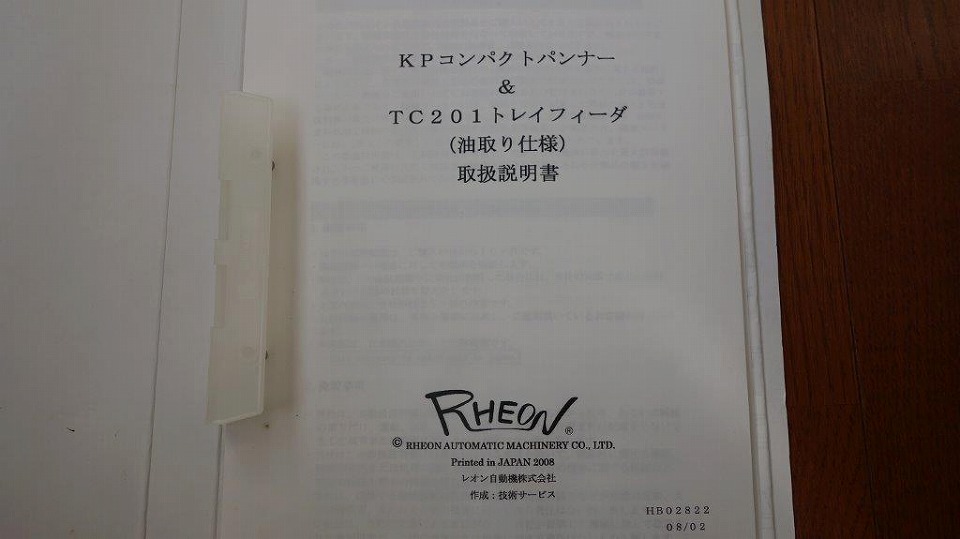 ＫＰコンパクトパンナー
＆
ＴＣ２０１トレイフィーダ
（油取り仕様）
取扱説明書
RHEON®
© RHEON AUTOMATIC MACHINERY CO., LTD.
Printed in JAPAN 2008
レオン自動機株式会社
作成：技術サービス
ＨＢ０２８２２
０８/０２